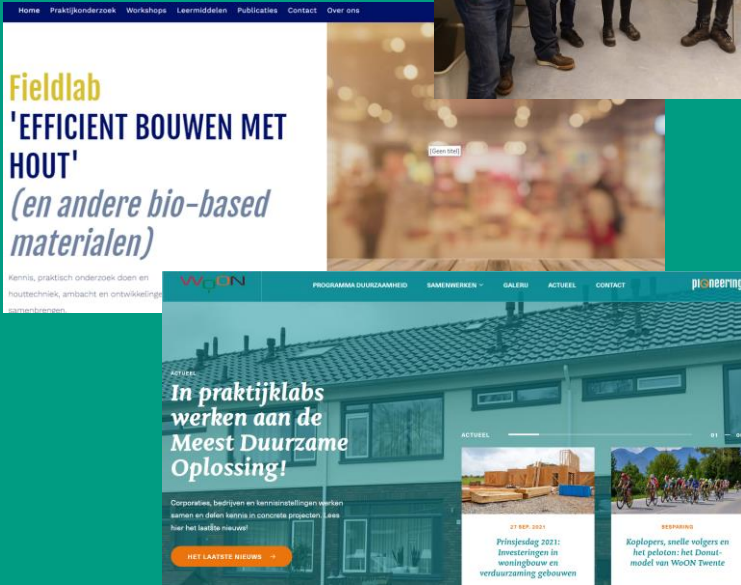 Home Praktijkonderzoek Workshops Leermiddelen Publicaties Contact Over ons
Fieldlab
'EFFICIENT BOUWEN MET
HOUT'
(en andere bio-based
materialen)
Kennis, praktisch onderzoek doen en
houttechniek, ambacht en ontwikkelinge
samenbrengen.
[Geen titel]
WoON
PROGRAMMA DUURZAAMHEID SAMENWERKEN GALERIJ ACTUEEL CONTACT
pioneering
ACTUEEL
In praktijklabs
werken aan de
Meest Duurzame
Oplossing!
Corporaties, bedrijven en kennisinstellingen werken
samen en delen kennis in concrete projecten. Lees
hier het laatste nieuws!
HET LAATSTE NIEUWS →
ACTUEEL
01
27 SEP. 2021
Prinsjesdag 2021:
Investeringen in
woningbouw en
verduurzaming gebouwen
BESPARING
Koplopers, snelle volgers en
het peloton: het Donut-
model van WoON Twente